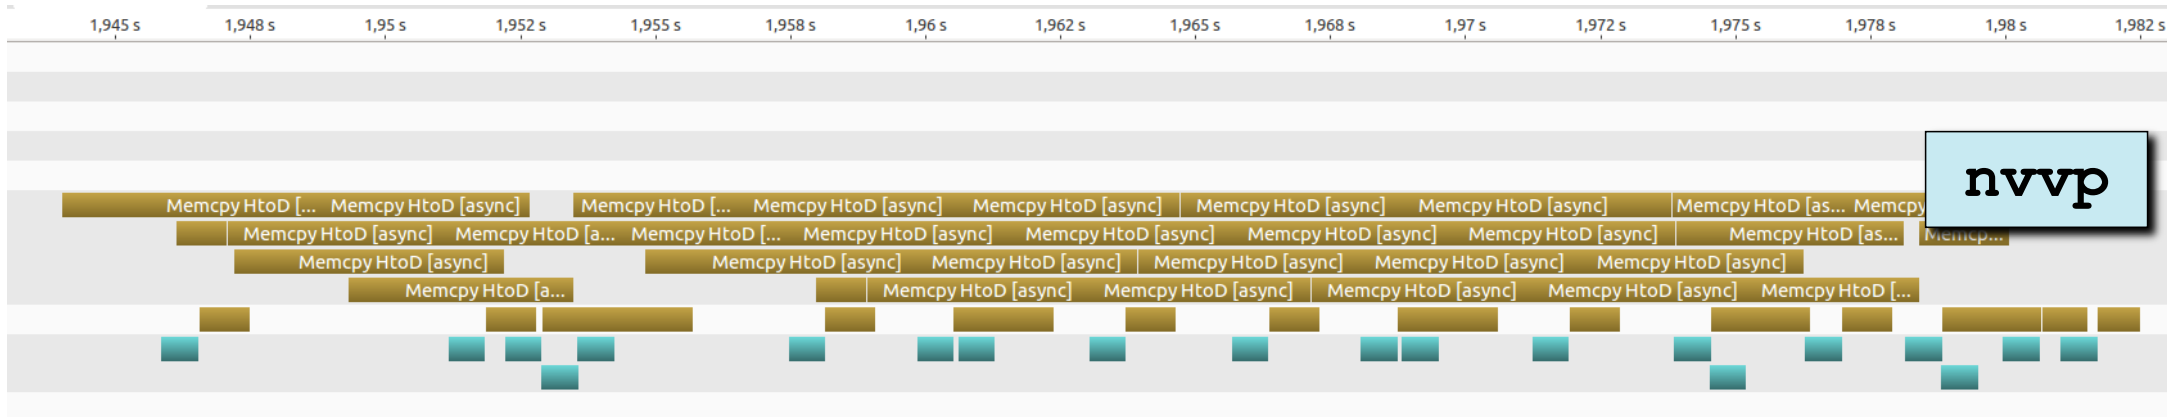 1,945 s 1,948 s 1,95 s 1,952 s 1,955 s 1,958 s 1,96 s 1,962 s 1,965 s 1,968 s 1,97 s 1,972 s 1,975 s 1,978 s 1,98 s 1,982 s
nvvp
Memcpy HtoD [... Memcpy HtoD [async] Memcpy HtoD [... Memcpy HtoD [async] Memcpy HtoD [async] Memcpy HtoD [async] Memcpy HtoD [async] Memcpy HtoD [as... Memcpy
Memcpy HtoD [async] Memcpy HtoD [a... Memcpy HtoD [... Memcpy HtoD [async] Memcpy HtoD [async] Memcpy HtoD [async] Memcpy HtoD [async] Memcpy HtoD [as... Memcp...
Memcpy HtoD [async] Memcpy HtoD [async] Memcpy HtoD [async] Memcpy HtoD [async] Memcpy HtoD [async] Memcpy HtoD [async]
Memcpy HtoD [a... Memcpy HtoD [async] Memcpy HtoD [async] Memcpy HtoD [async] Memcpy HtoD [async] Memcpy HtoD [...